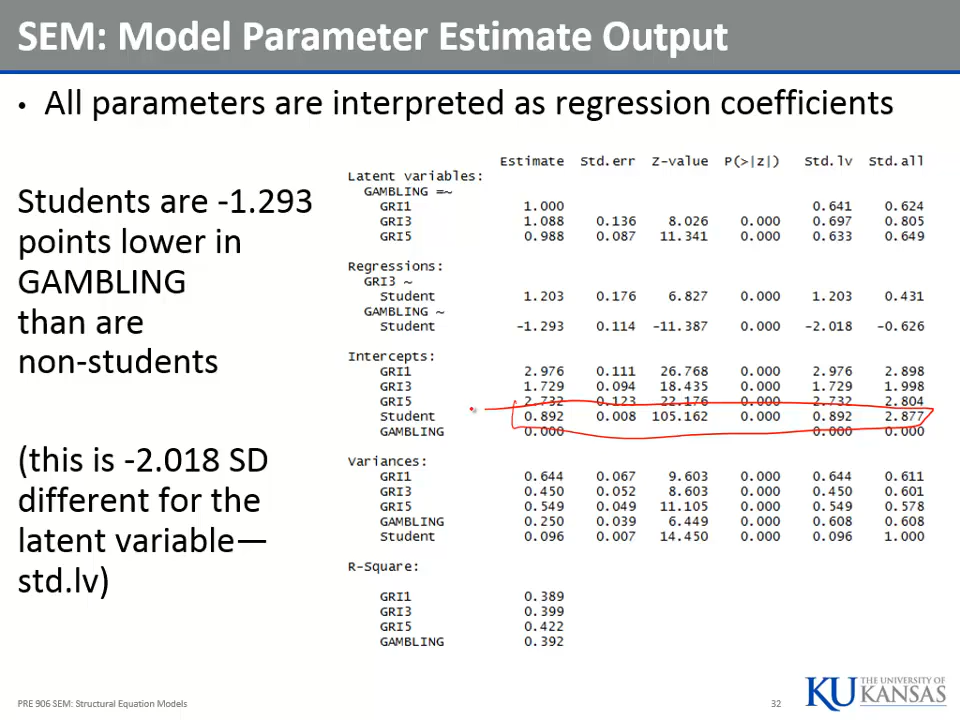 SEM: Model Parameter Estimate Output
• All parameters are interpreted as regression coefficients
Students are -1.293
points lower in
GAMBLING
than are
non-students
(this is -2.018 SD
different for the
latent variable—
std.lv)
Estimate Std.err Z-value P(>|z|) Std.lv Std.all
Latent variables:
GAMBLING =~
GRI1 1.000 0.641 0.624
GRI3 1.088 0.136 8.026 0.000 0.697 0.805
GRI5 0.988 0.087 11.341 0.000 0.633 0.649
Regressions:
GRI3 ~
Student 1.203 0.176 6.827 0.000 1.203 0.431
GAMBLING ~
Student -1.293 0.114 -11.387 0.000 -2.018 -0.626
Intercepts:
GRI1 2.976 0.111 26.768 0.000 2.976 2.898
GRI3 1.729 0.094 18.435 0.000 1.729 1.998
GRI5 2.732 0.123 22.176 0.000 2.732 2.804
Student 0.892 0.008 105.162 0.000 0.892 2.877
GAMBLING 0.000 0.000 0.000
Variances:
GRI1 0.644 0.067 9.603 0.000 0.644 0.611
GRI3 0.450 0.052 8.603 0.000 0.450 0.601
GRI5 0.549 0.049 11.105 0.000 0.549 0.578
GAMBLING 0.250 0.039 6.449 0.000 0.608 0.608
Student 0.096 0.007 14.450 0.000 0.096 1.000
R-Square:
GRI1 0.389
GRI3 0.399
GRI5 0.422
GAMBLING 0.392
PRE 906 SEM: Structural Equation Models
32
KU THE UNIVERSITY OF
KANSAS